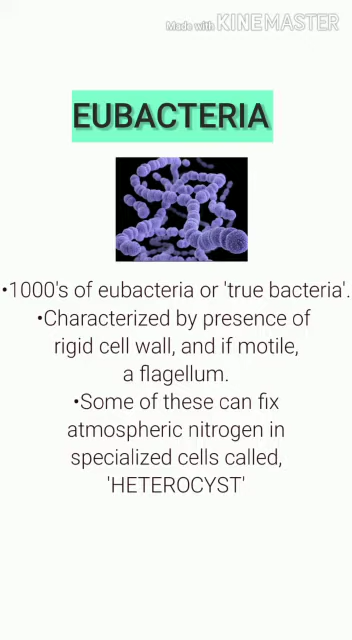 Made with KINEMASTER
EUBACTERIA
•1000's of eubacteria or 'true bacteria'.
•Characterized by presence of
rigid cell wall, and if motile,
a flagellum.
•Some of these can fix
atmospheric nitrogen in
specialized cells called,
'HETEROCYST'